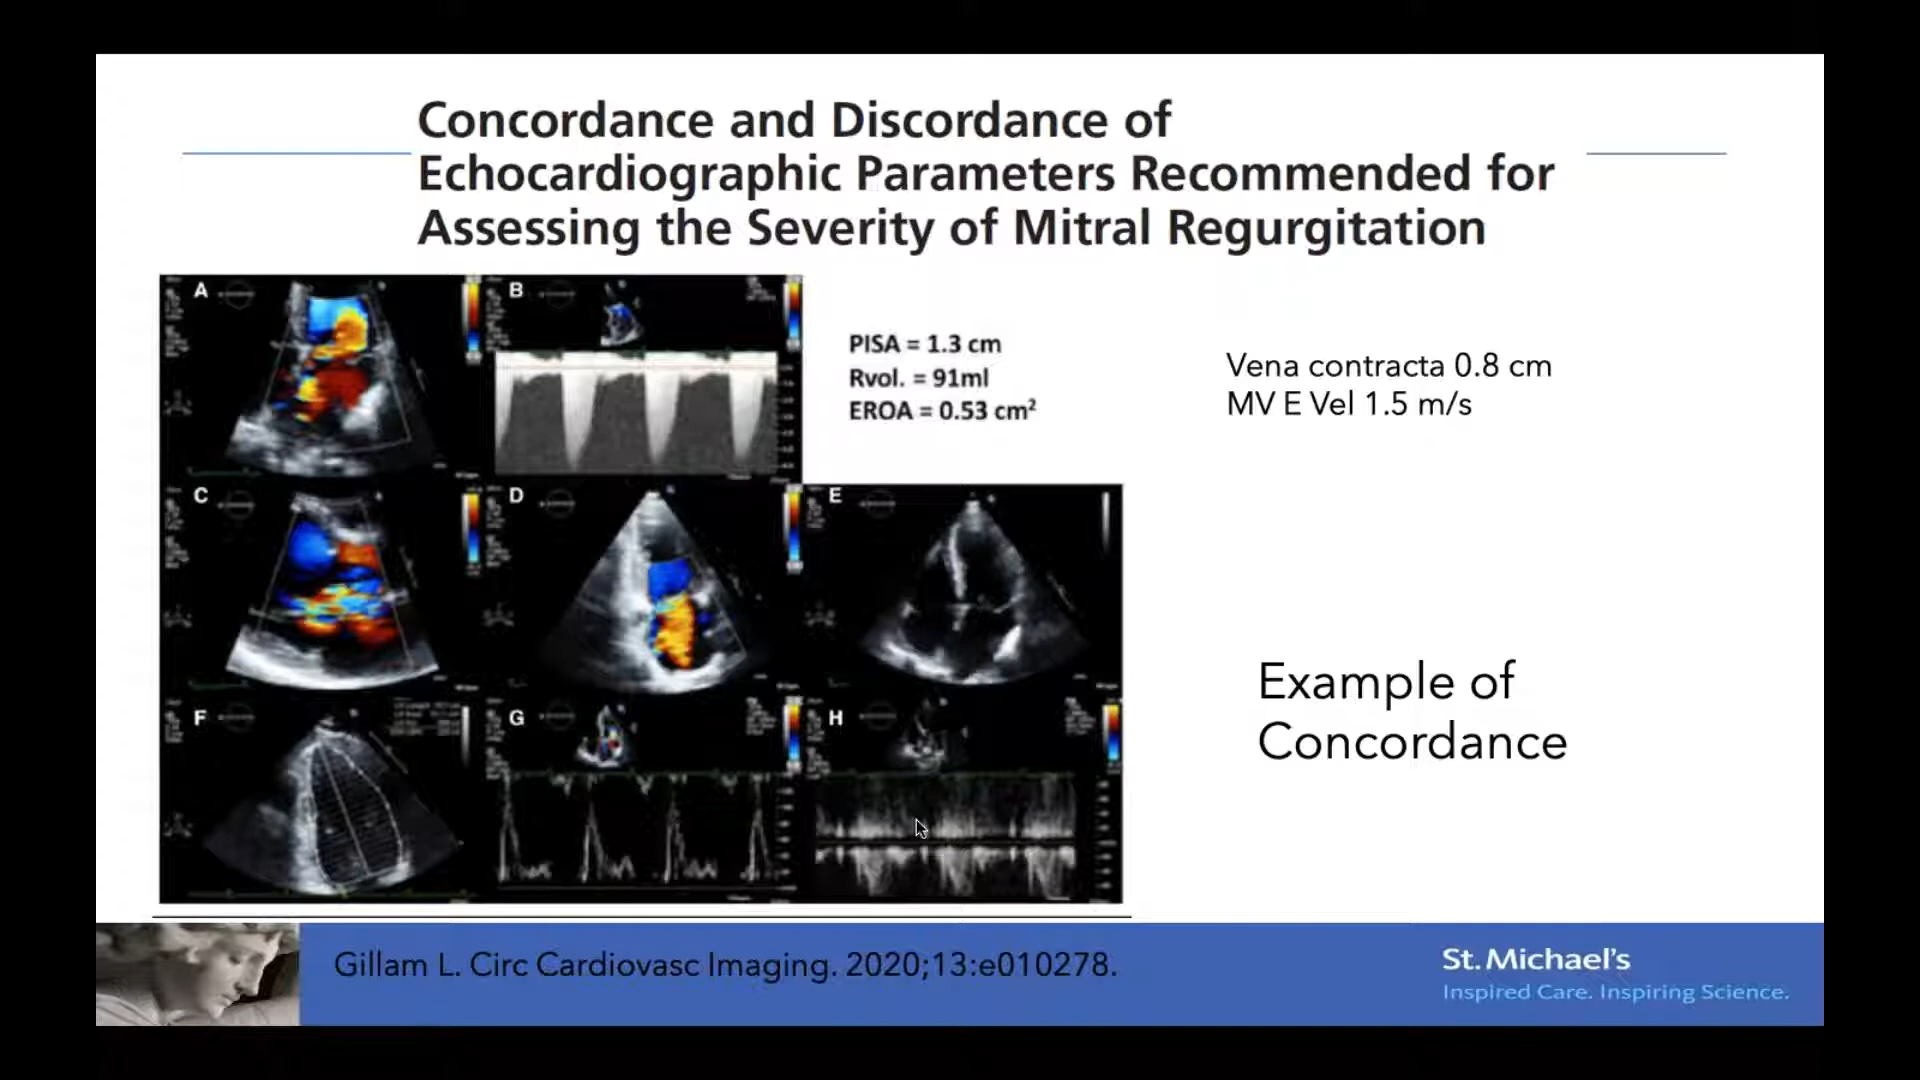 Concordance and Discordance of
Echocardiographic Parameters Recommended for
Assessing the Severity of Mitral Regurgitation
A
B
PISA = 1.3 cm
Rvol. = 91ml
EROA = 0.53 cm²
Vena contracta 0.8 cm
MV E Vel 1.5 m/s
C
D
E
Example of
Concordance
F
G
H
Gillam L. Circ Cardiovasc Imaging. 2020;13:e010278.
St. Michael's
Inspired Care. Inspiring Science.